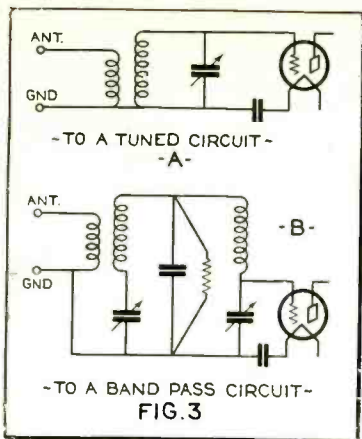 ANT.
GND
-TO A TUNED CIRCUIT-
-A-
ANT.
-B-
GND
-TO A BAND PASS CIRCUIT-
FIG.3